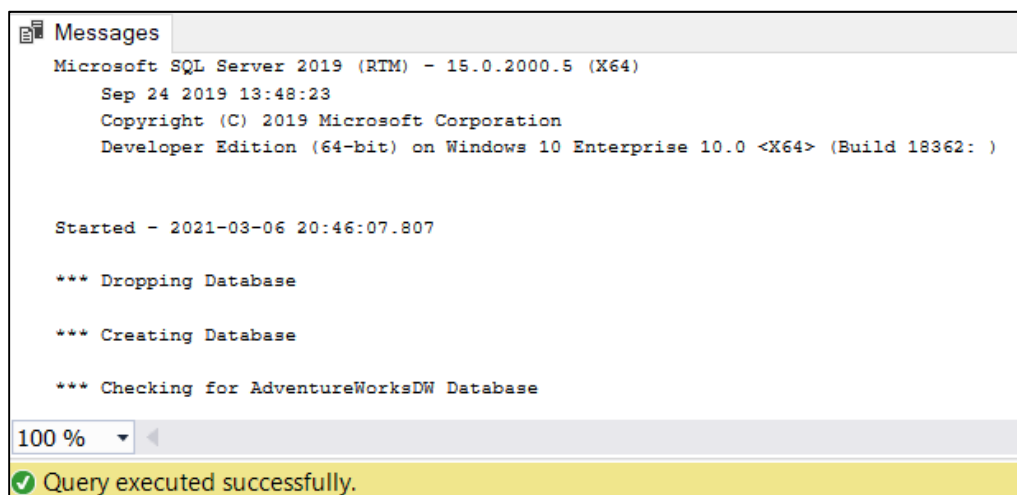 Messages
Microsoft SQL Server 2019 (RTM) - 15.0.2000.5 (X64)
Sep 24 2019 13:48:23
Copyright (C) 2019 Microsoft Corporation
Developer Edition (64-bit) on Windows 10 Enterprise 10.0 <X64> (Build 18362: )
Started - 2021-03-06 20:46:07.807
*** Dropping Database
*** Creating Database
*** Checking for AdventureWorksDW Database
100 %
Query executed successfully.